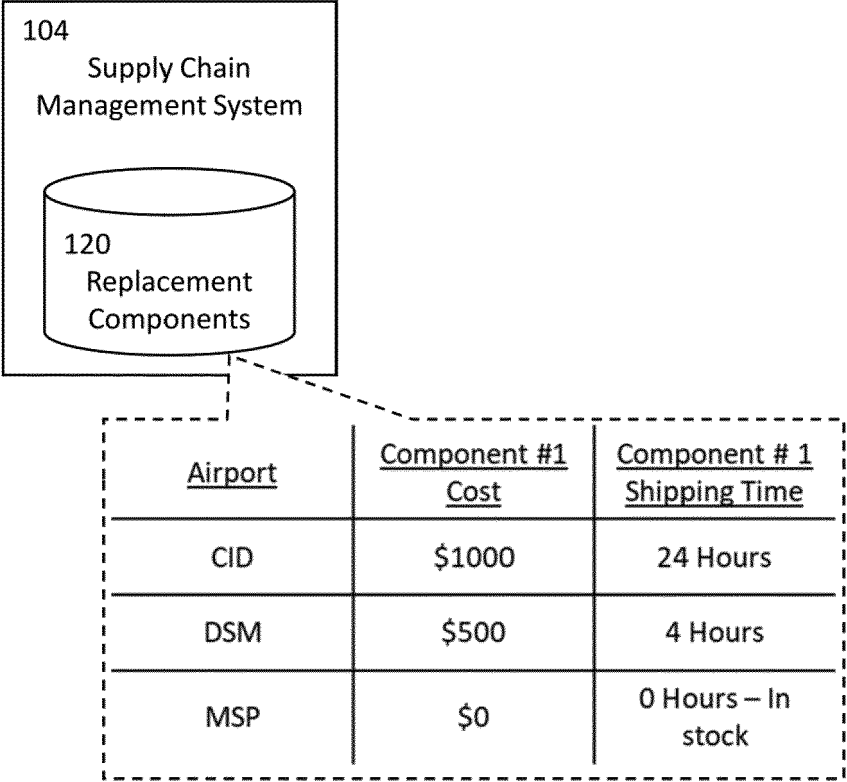 104
Supply Chain
Management System
120
Replacement
Components
Airport
Component #1
Cost
Component # 1
Shipping Time
CID
$1000
24 Hours
DSM
$500
4 Hours
MSP
$0
0 Hours – In
stock